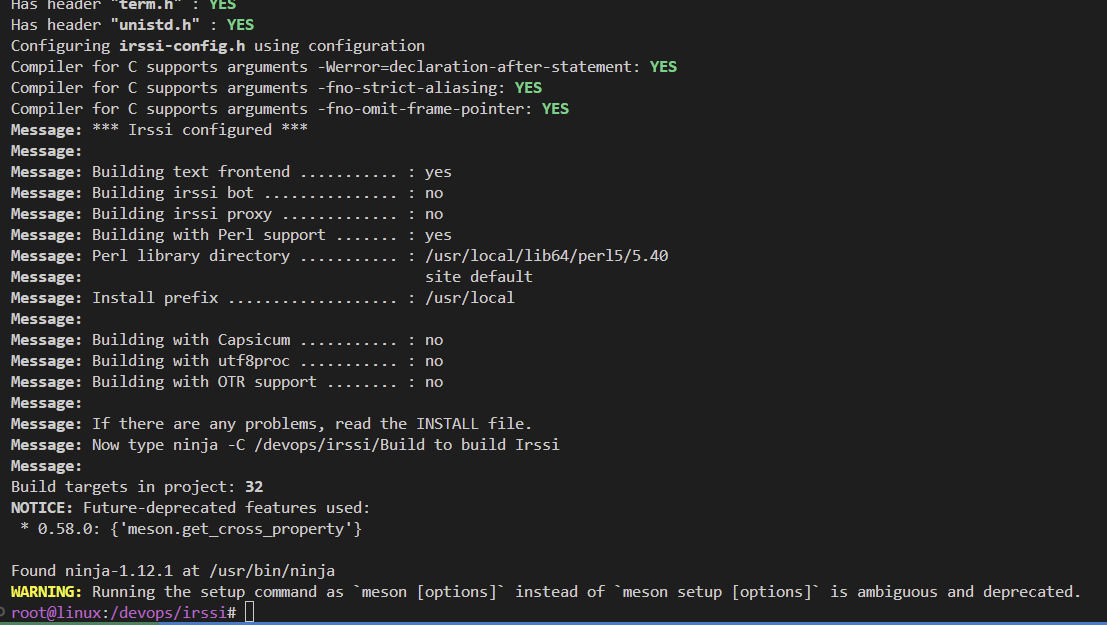 Has header "term.h" : YES
Has header "unistd.h" : YES
Configuring irssi-config.h using configuration
Compiler for C supports arguments -Werror=declaration-after-statement: YES
Compiler for C supports arguments -fno-strict-aliasing: YES
Compiler for C supports arguments -fno-omit-frame-pointer: YES
Message: *** Irssi configured ***
Message:
Message: Building text frontend ........... : yes
Message: Building irssi bot ............... : no
Message: Building irssi proxy ............. : no
Message: Building with Perl support ....... : yes
Message: Perl library directory ........... : /usr/local/lib64/perl5/5.40
Message:                                      site default
Message: Install prefix ................... : /usr/local
Message:
Message: Building with Capsicum ........... : no
Message: Building with utf8proc ........... : no
Message: Building with OTR support ........ : no
Message:
Message: If there are any problems, read the INSTALL file.
Message: Now type ninja -C /devops/irssi/Build to build Irssi
Message:
Build targets in project: 32
NOTICE: Future-deprecated features used:
 * 0.58.0: {'meson.get_cross_property'}
Found ninja-1.12.1 at /usr/bin/ninja
WARNING: Running the setup command as `meson [options]` instead of `meson setup [options]` is ambiguous and deprecated.
root@linux:/devops/irssi#